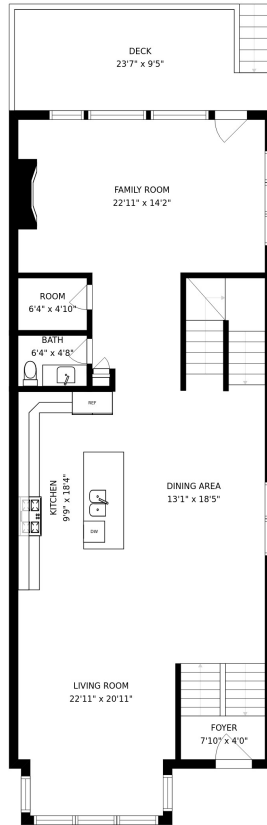 DECK
23'7" x 9'5"
FAMILY ROOM
22'11" x 14'2"
ROOM
6'4" x 4'10"
BATH
6'4" x 4'8"
REF
KITCHEN
9'9" x 18'4"
DINING AREA
13'1" x 18'5"
DW
LIVING ROOM
22'11" x 20'11"
FOYER
7'10" x 4'0"